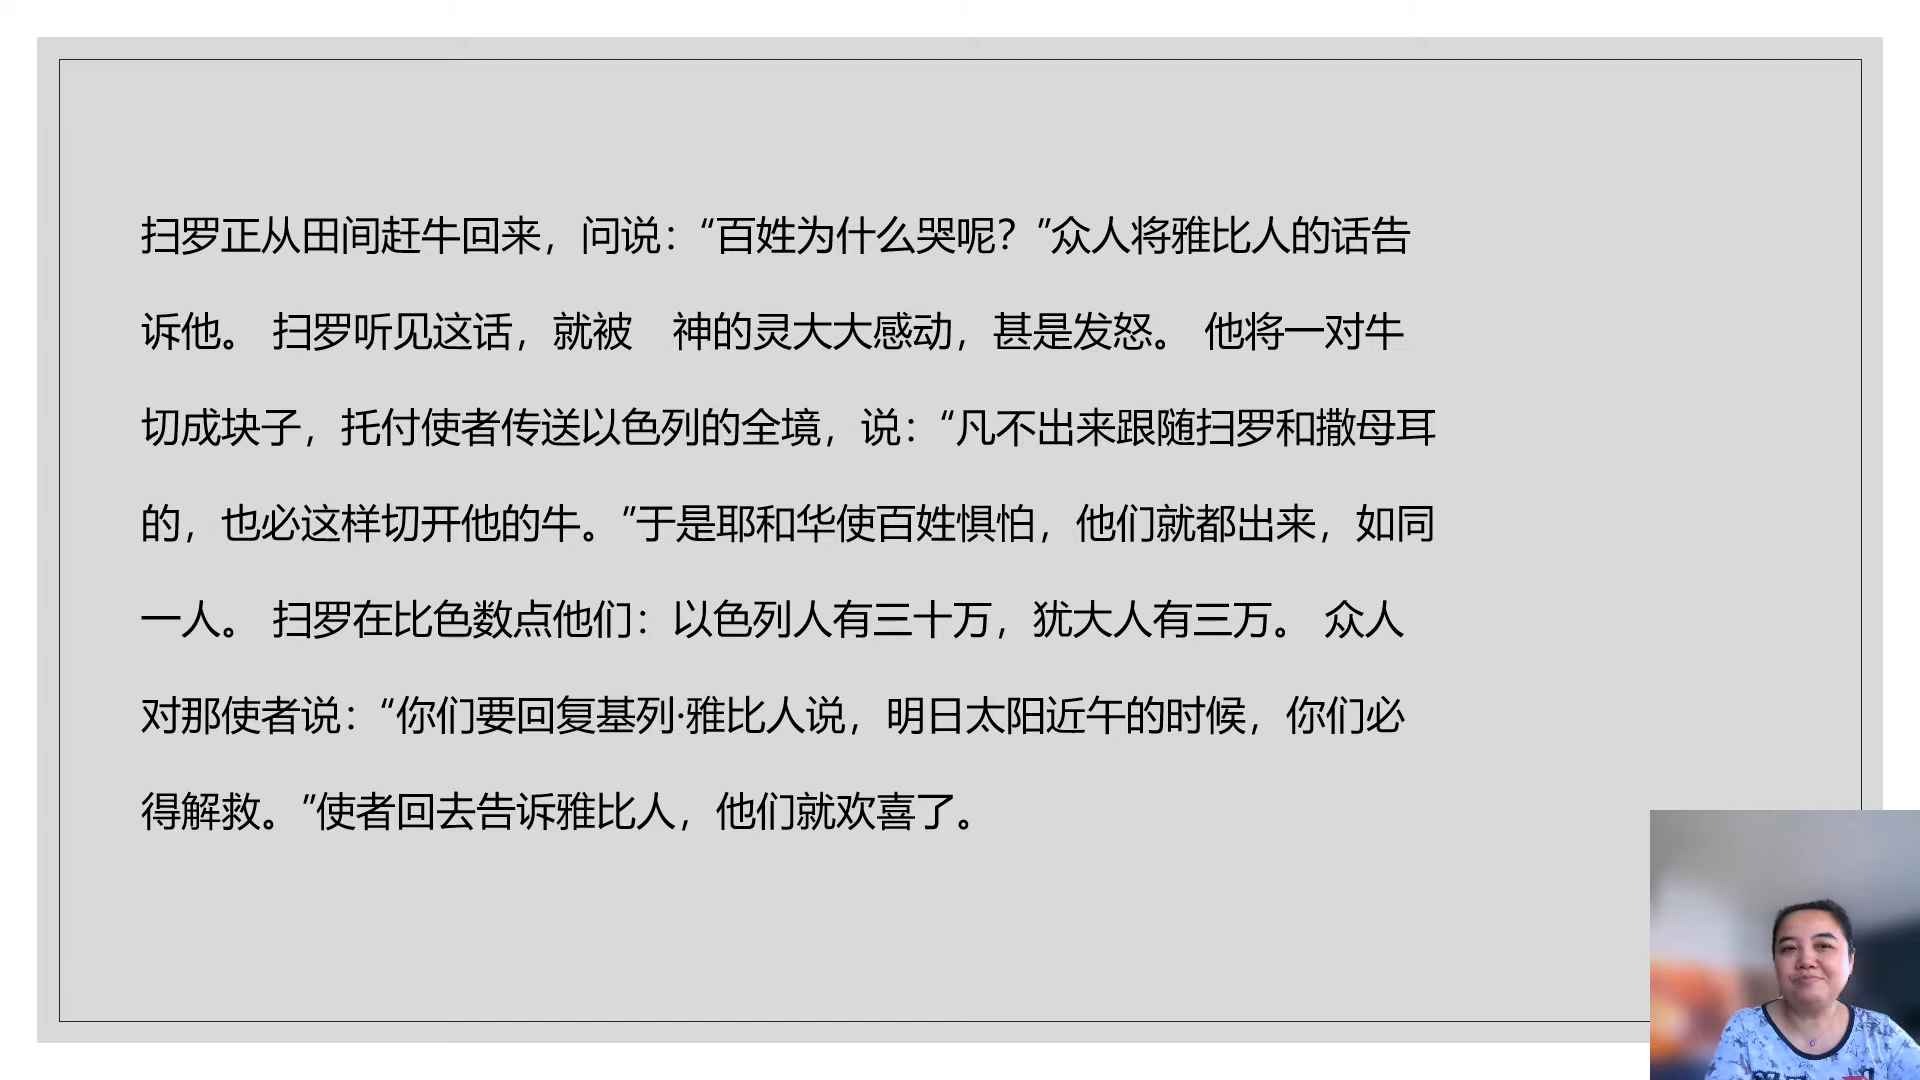 扫罗正从田间赶牛回来，问说：“百姓为什么哭呢？”众人将雅比人的话告
诉他。 扫罗听见这话，就被　神的灵大大感动，甚是发怒。 他将一对牛
切成块子，托付使者传送以色列的全境，说：“凡不出来跟随扫罗和撒母耳
的，也必这样切开他的牛。”于是耶和华使百姓惧怕，他们就都出来，如同
一人。 扫罗在比色数点他们：以色列人有三十万，犹大人有三万。 众人
对那使者说：“你们要回复基列·雅比人说，明日太阳近午的时候，你们必
得解救。”使者回去告诉雅比人，他们就欢喜了。